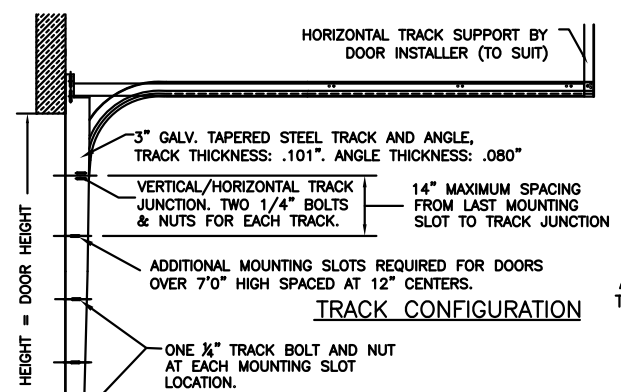 HORIZONTAL TRACK SUPPORT BY
DOOR INSTALLER (TO SUIT)
3" GALV. TAPERED STEEL TRACK AND ANGLE,
TRACK THICKNESS: .101". ANGLE THICKNESS: .080"
VERTICAL/HORIZONTAL TRACK
JUNCTION. TWO 1/4" BOLTS
& NUTS FOR EACH TRACK.
14" MAXIMUM SPACING
FROM LAST MOUNTING
SLOT TO TRACK JUNCTION
ADDITIONAL MOUNTING SLOTS REQUIRED FOR DOORS
OVER 7'0" HIGH SPACED AT 12" CENTERS.
TRACK CONFIGURATION
ONE ¼" TRACK BOLT AND NUT
AT EACH MOUNTING SLOT
LOCATION.
HEIGHT = DOOR HEIGHT